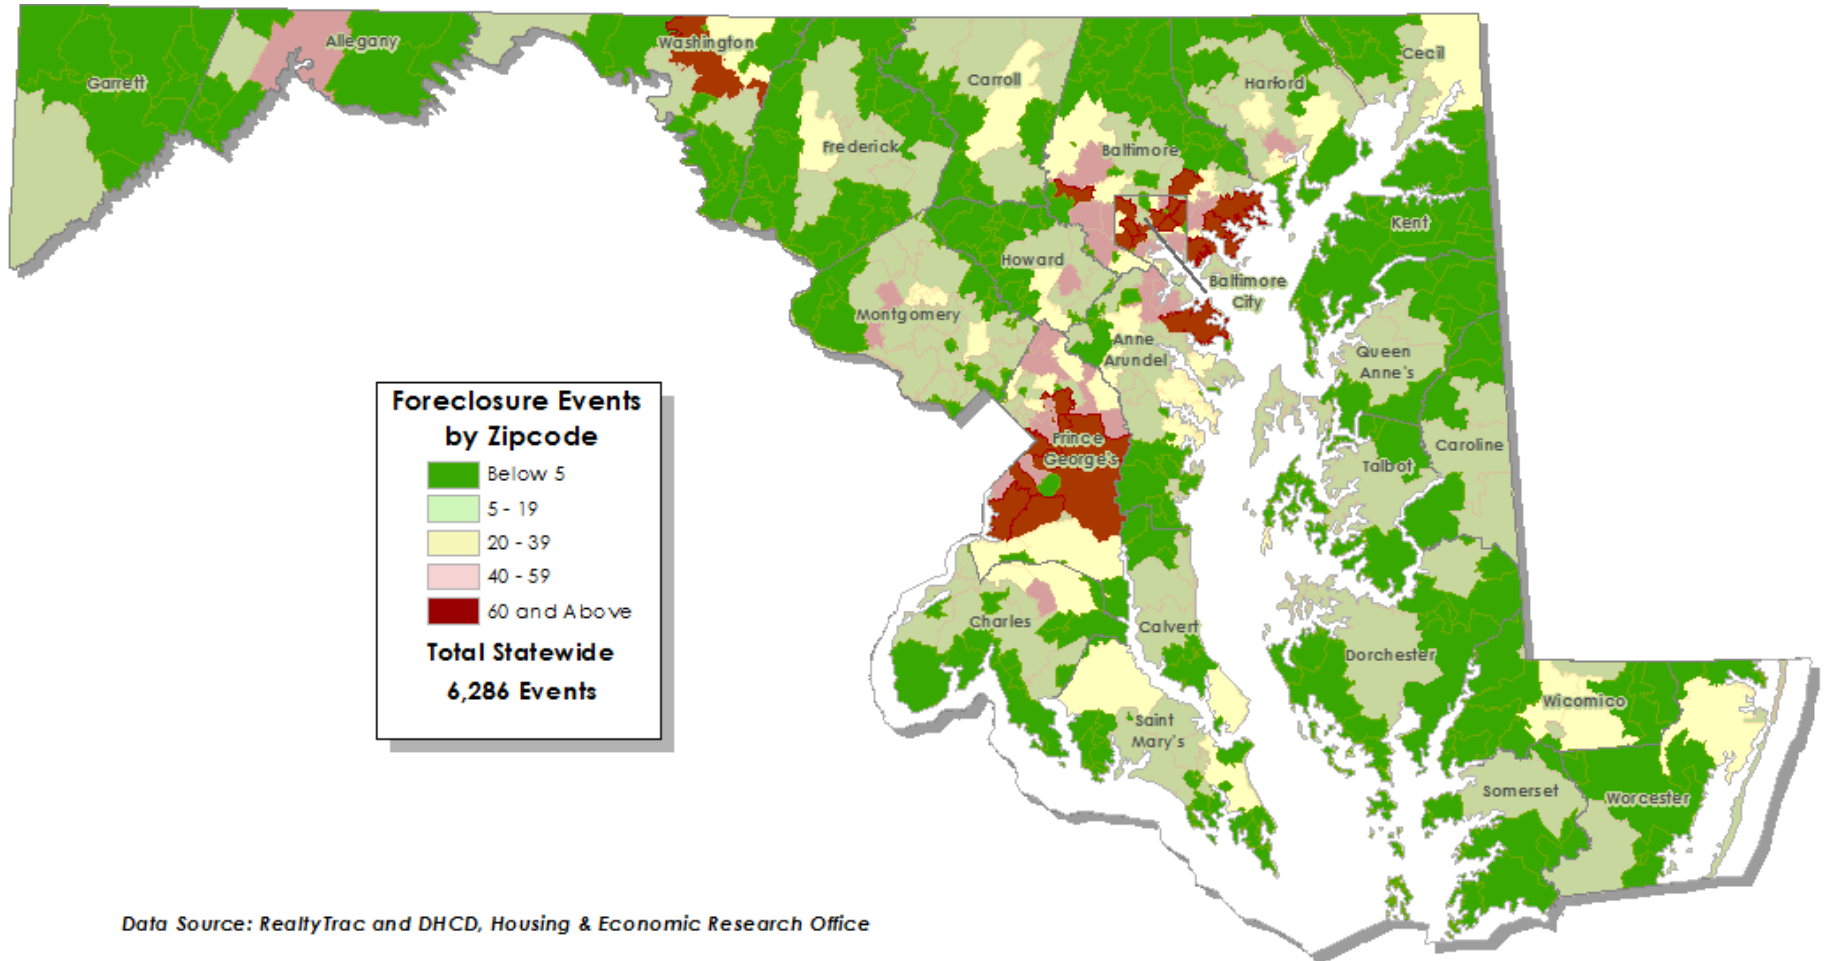 Garrett
Allegany
Washington
Frederick
Carroll
Baltimore
Harford
Cecil
Kent
Howard
Montgomery
Baltimore
City
Anne
Arundel
Queen
Anne's
Prince
George's
Talbot
Caroline
Charles
Calvert
Dorchester
Saint
Mary's
Wicomico
Somerset
Worcester
Foreclosure Events
by Zipcode
Below 5
5 - 19
20 - 39
40 - 59
60 and Above
Total Statewide
6,286 Events
Data Source: RealtyTrac and DHCD, Housing & Economic Research Office